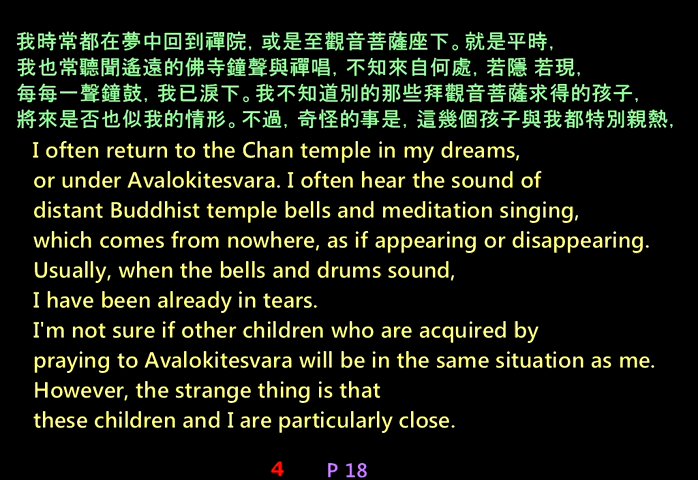 我時常都在夢中回到禪院, 或是至觀音菩薩座下。就是平時,
我也常聽聞遙遠的佛寺鐘聲與禪唱, 不知來自何處, 若隱 若現,
每每一聲鐘鼓, 我已淚下。我不知道別的那些拜觀音菩薩求得的孩子,
將來是否也似我的情形。不過, 奇怪的事是, 這幾個孩子與我都特別親熱,
I often return to the Chan temple in my dreams,
or under Avalokitesvara. I often hear the sound of
distant Buddhist temple bells and meditation singing,
which comes from nowhere, as if appearing or disappearing.
Usually, when the bells and drums sound,
I have been already in tears.
I'm not sure if other children who are acquired by
praying to Avalokitesvara will be in the same situation as me.
However, the strange thing is that
these children and I are particularly close.
4 P 18